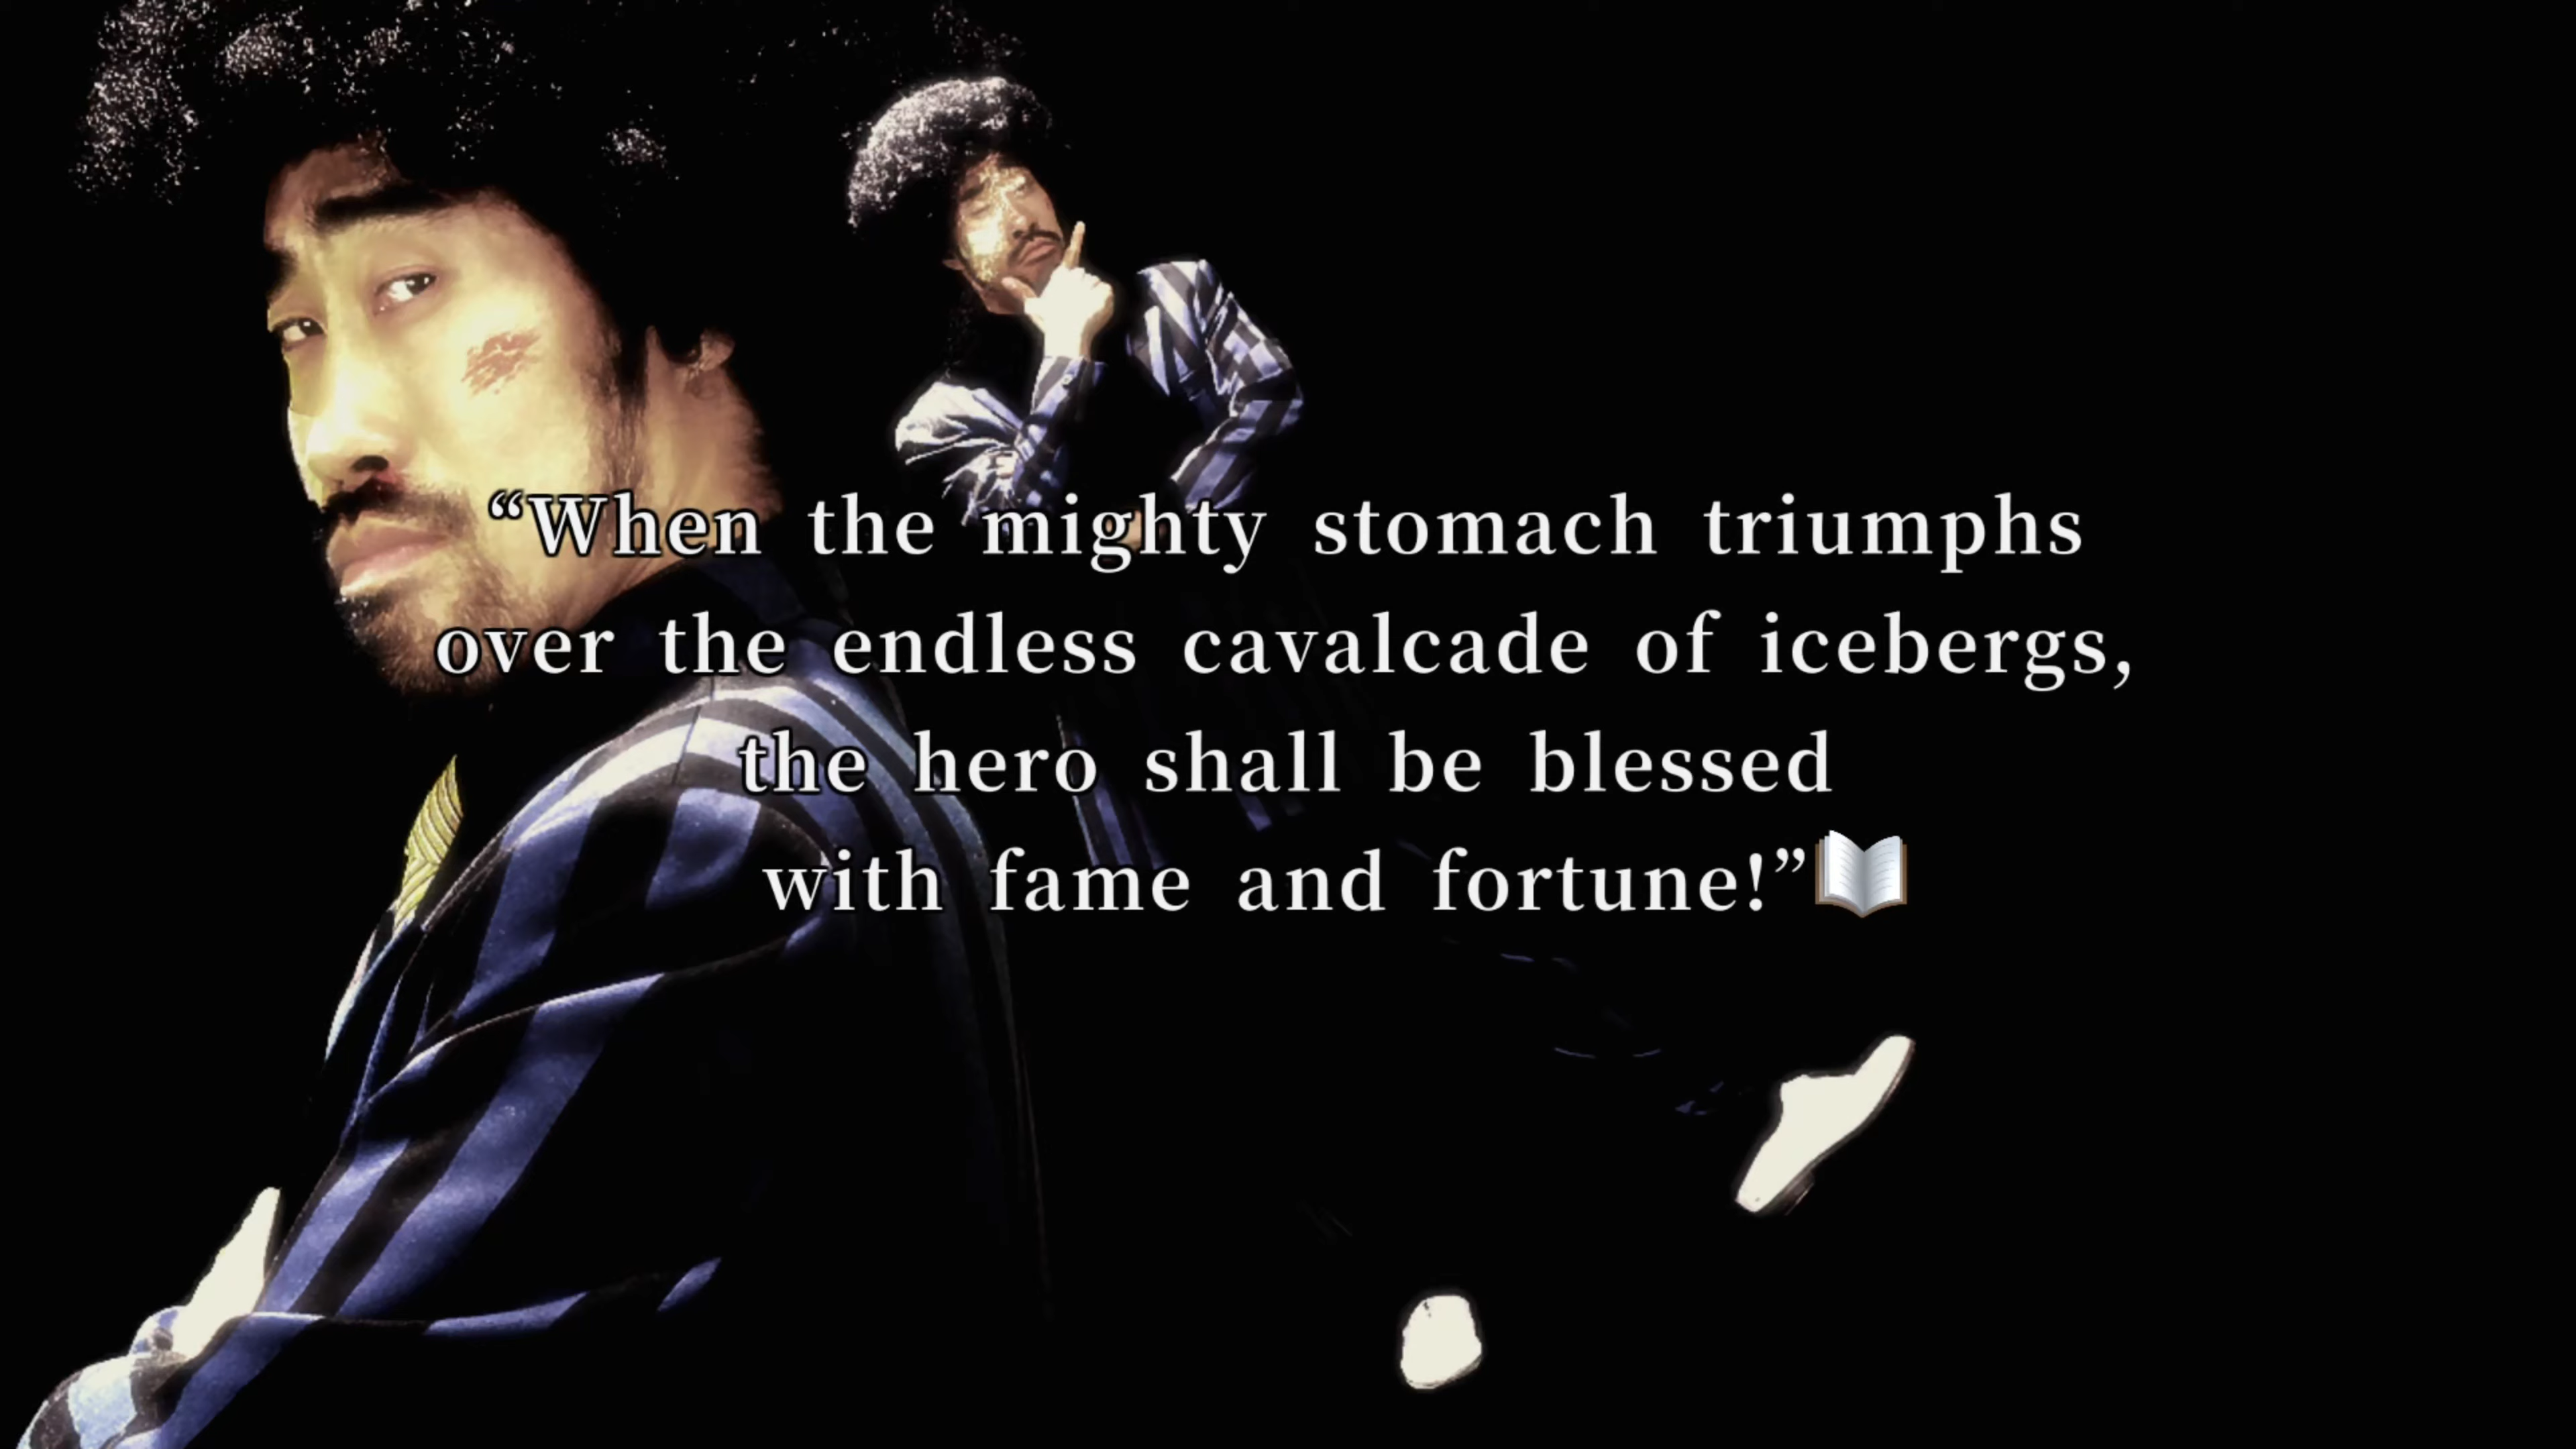 “When the mighty stomach triumphs
over the endless cavalcade of icebergs,
the hero shall be blessed
with fame and fortune!”